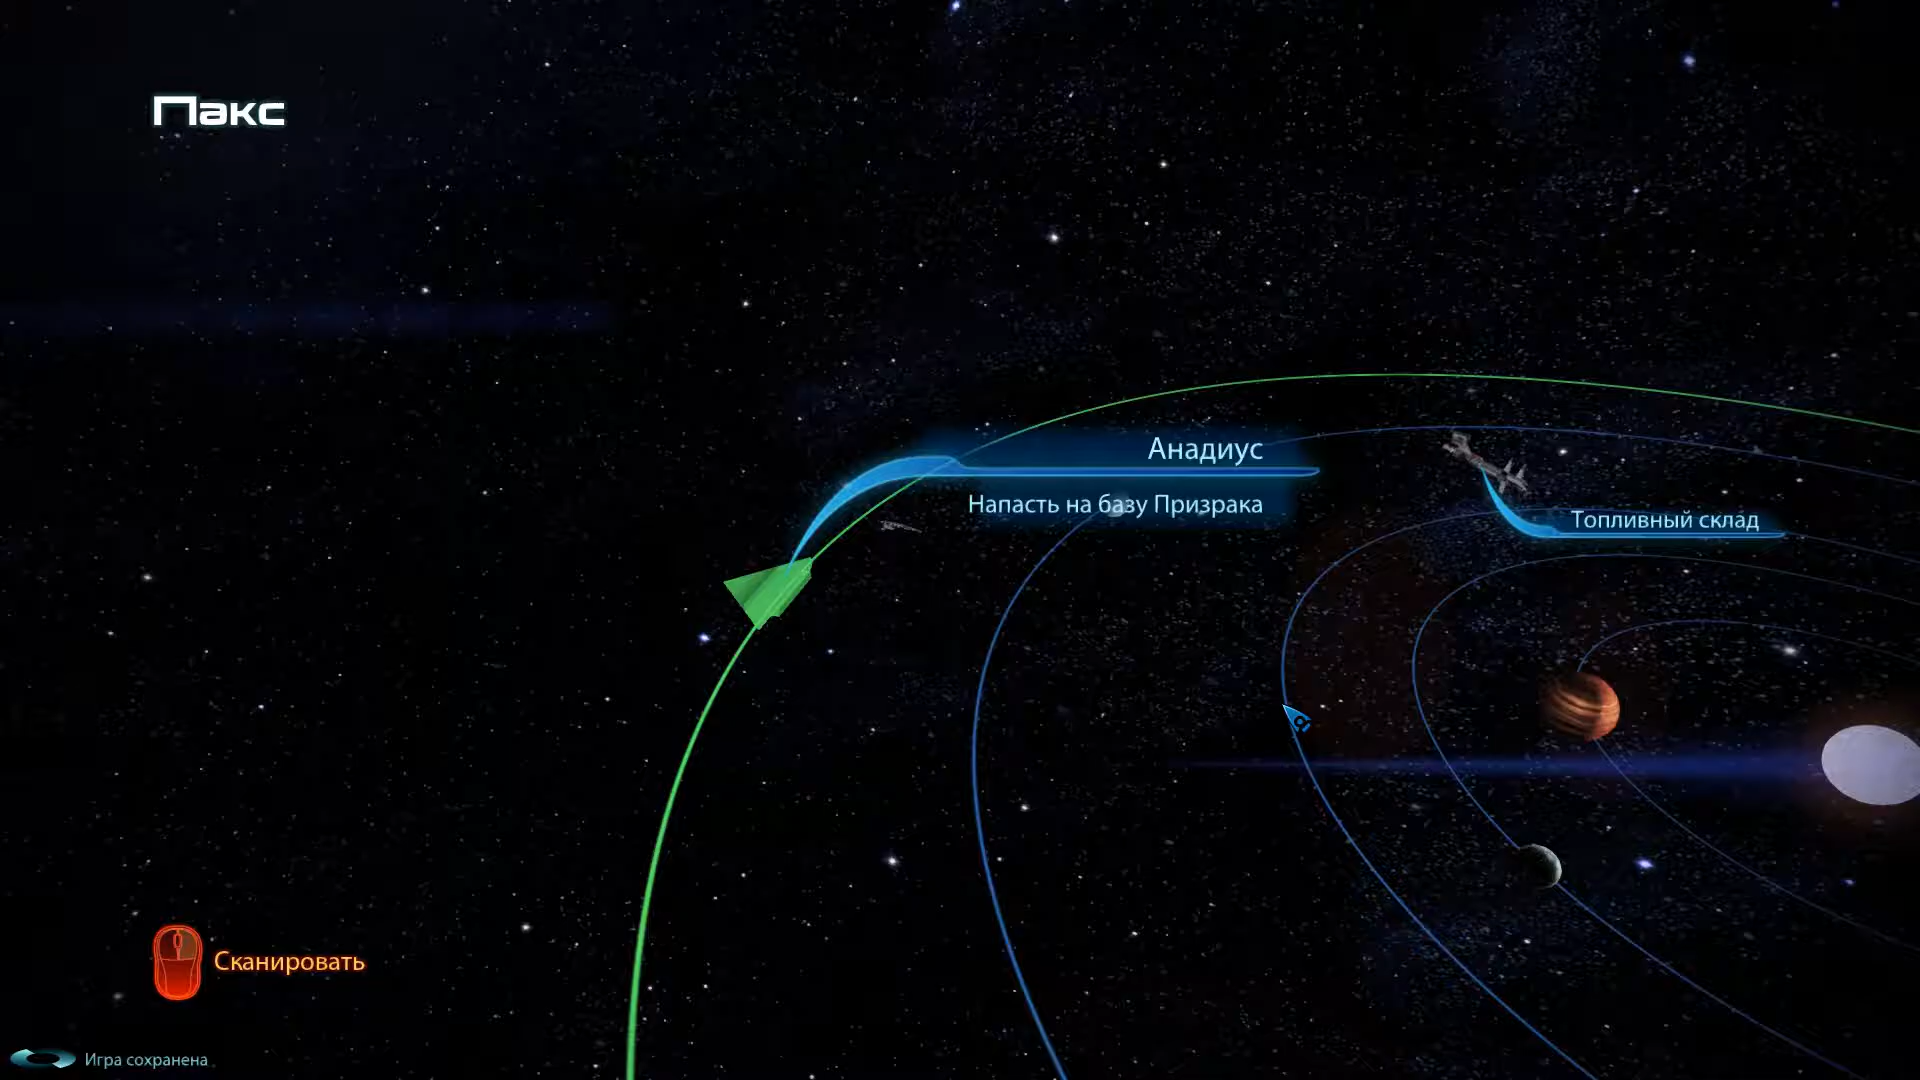 Пакс
Анадиус
Напасть на базу Призрака
Топливный склад
Сканировать
Игра сохранена